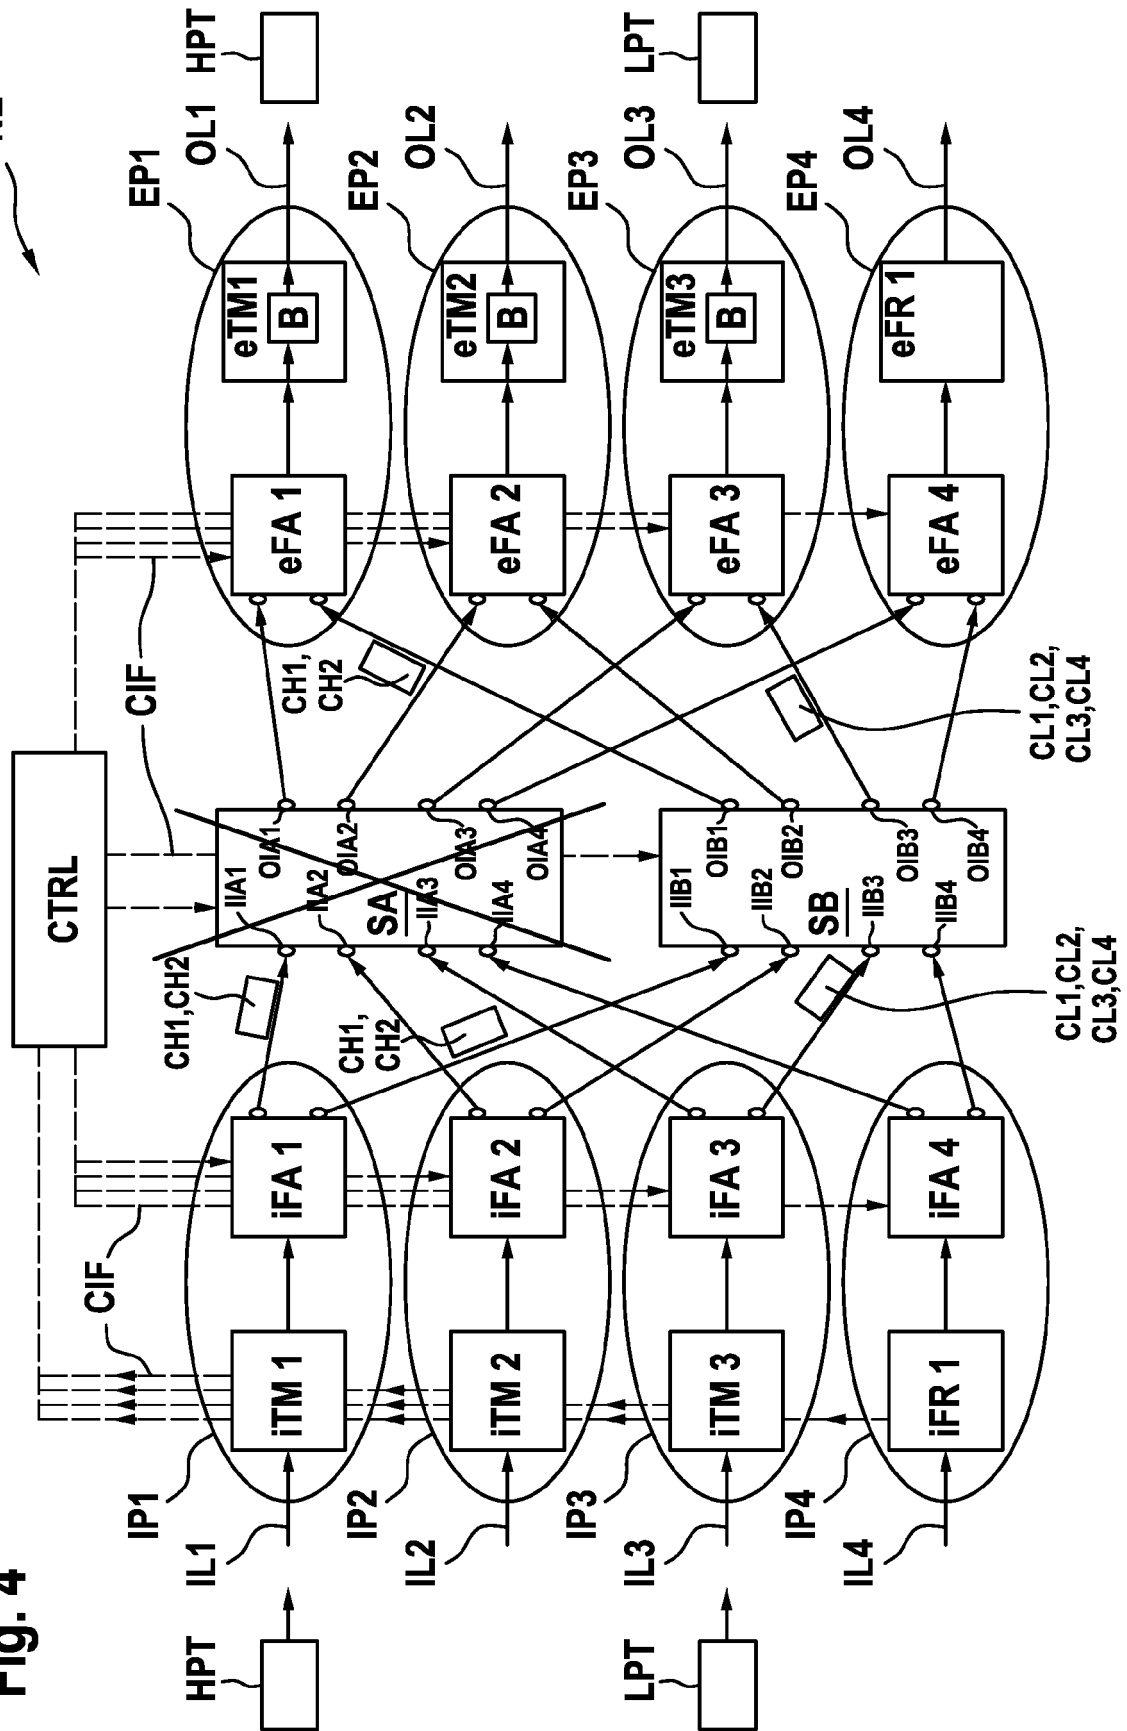 Fig. 4
CTRL
CIF
CIF
HPT
IL1
IP1
iTM 1
iFA 1
CH1,CH2
IIA1
OIA1
CH1,
CH2
eFA 1
eTM1
B
EP1
OL1
HPT
IL2
IP2
iTM 2
iFA 2
CH1,
CH2
IIA2
OIA2
SA
IIA3
OIA3
IIA4
OIA4
eFA 2
eTM2
B
EP2
OL2
LPT
IL3
IP3
iTM 3
iFA 3
IIB1
OIB1
IIB2
OIB2
SB
IIB3
OIB3
IIB4
OIB4
eFA 3
eTM3
B
EP3
OL3
LPT
IL4
IP4
iFR 1
iFA 4
eFA 4
eFR 1
EP4
OL4
CL1,CL2,
CL3,CL4
CL1,CL2,
CL3,CL4